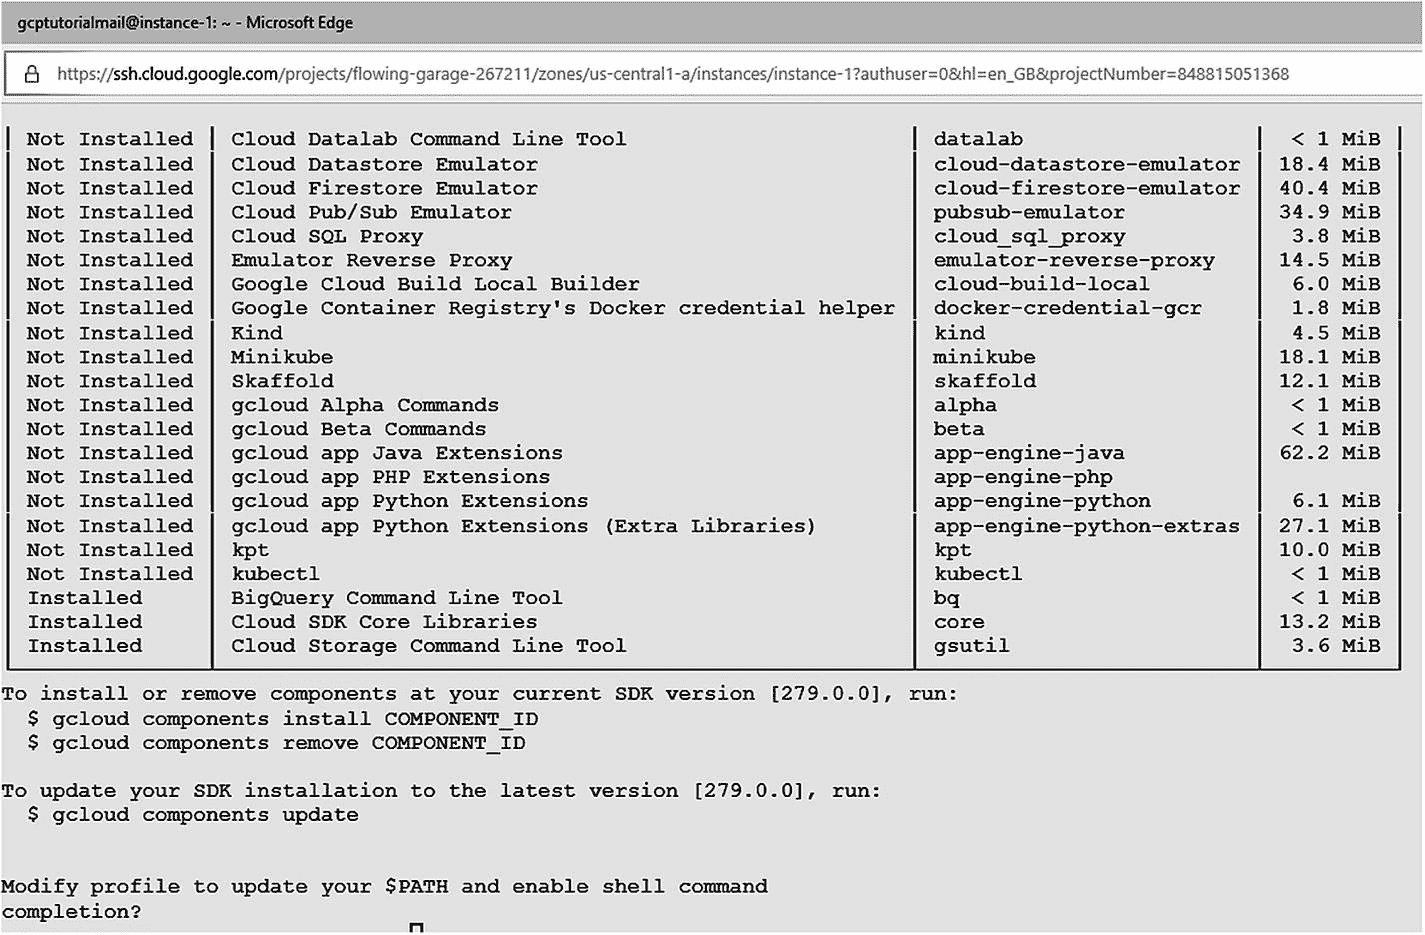 gcptutorialmail@instance-1: ~ - Microsoft Edge
https://ssh.cloud.google.com/projects/flowing-garage-267211/zones/us-central1-a/instances/instance-1?authuser=0&hl=en_GB&projectNumber=848815051368
Not Installed | Cloud Datalab Command Line Tool | datalab | < 1 MiB
Not Installed | Cloud Datastore Emulator | cloud-datastore-emulator | 18.4 MiB
Not Installed | Cloud Firestore Emulator | cloud-firestore-emulator | 40.4 MiB
Not Installed | Cloud Pub/Sub Emulator | pubsub-emulator | 34.9 MiB
Not Installed | Cloud SQL Proxy | cloud_sql_proxy | 3.8 MiB
Not Installed | Emulator Reverse Proxy | emulator-reverse-proxy | 14.5 MiB
Not Installed | Google Cloud Build Local Builder | cloud-build-local | 6.0 MiB
Not Installed | Google Container Registry's Docker credential helper | docker-credential-gcr | 1.8 MiB
Not Installed | Kind | kind | 4.5 MiB
Not Installed | Minikube | minikube | 18.1 MiB
Not Installed | Skaffold | skaffold | 12.1 MiB
Not Installed | gcloud Alpha Commands | alpha | < 1 MiB
Not Installed | gcloud Beta Commands | beta | < 1 MiB
Not Installed | gcloud app Java Extensions | app-engine-java | 62.2 MiB
Not Installed | gcloud app PHP Extensions | app-engine-php |
Not Installed | gcloud app Python Extensions | app-engine-python | 6.1 MiB
Not Installed | gcloud app Python Extensions (Extra Libraries) | app-engine-python-extras | 27.1 MiB
Not Installed | kpt | kpt | 10.0 MiB
Not Installed | kubectl | kubectl | < 1 MiB
Installed | BigQuery Command Line Tool | bq | < 1 MiB
Installed | Cloud SDK Core Libraries | core | 13.2 MiB
Installed | Cloud Storage Command Line Tool | gsutil | 3.6 MiB
To install or remove components at your current SDK version [279.0.0], run:
$ gcloud components install COMPONENT_ID
$ gcloud components remove COMPONENT_ID
To update your SDK installation to the latest version [279.0.0], run:
$ gcloud components update
Modify profile to update your $PATH and enable shell command
completion?